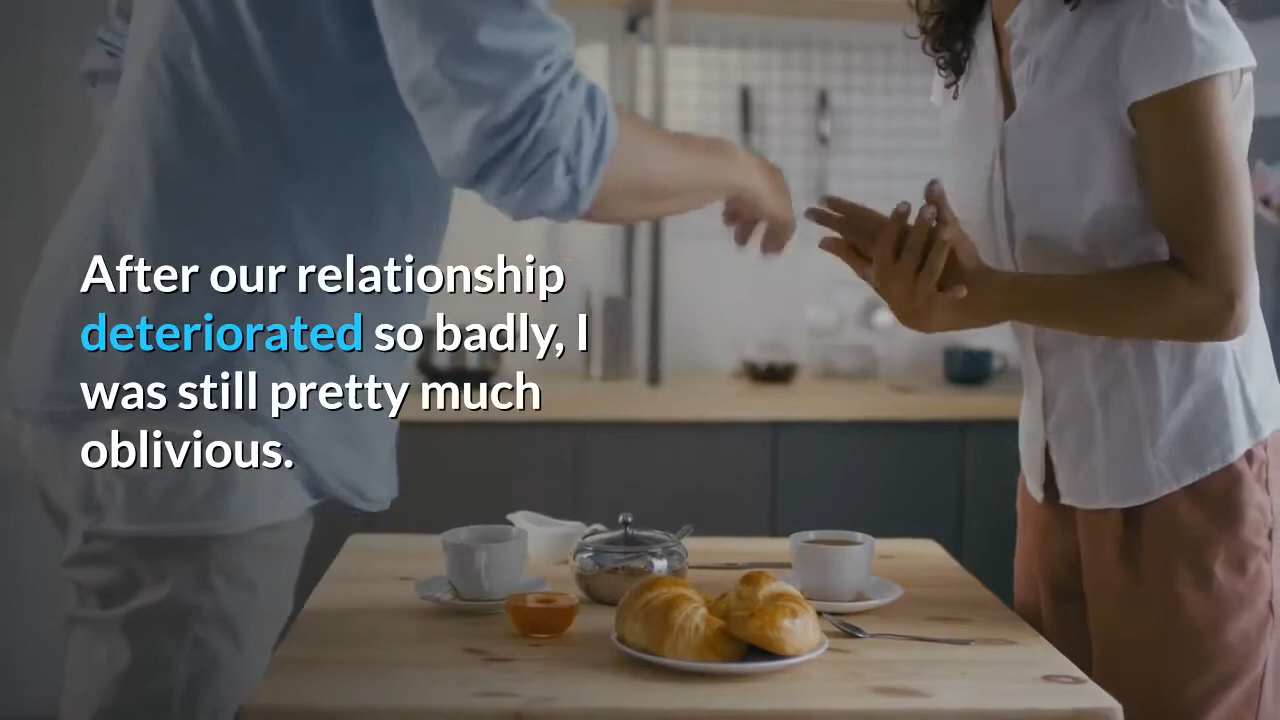 After our relationship
deteriorated so badly, I
was still pretty much
oblivious.